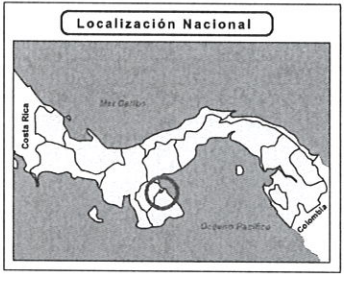 Localización Nacional
Mar Caribe
Costa Rica
Océano Pacífico
Colombia